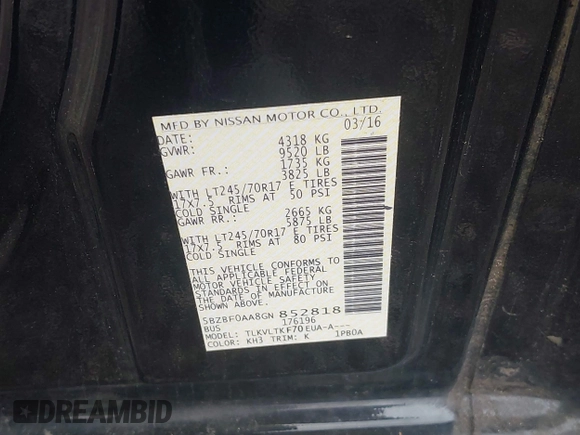 MFD BY NISSAN MOTOR CO., LTD.
DATE: 03/16
GVWR: 4318 KG
9520 LB
GAWR FR.: 1735 KG
3825 LB
WITH LT245/70R17 E TIRES
17X7.5 RIMS AT 50 PSI
COLD SINGLE
GAWR RR.: 2665 KG
5875 LB
WITH LT245/70R17 E TIRES
17X7.5 RIMS AT 80 PSI
COLD SINGLE
THIS VEHICLE CONFORMS TO
ALL APPLICABLE FEDERAL
MOTOR VEHICLE SAFETY
STANDARDS IN EFFECT ON
THE DATE OF MANUFACTURE
SHOWN ABOVE.
5BZBF0AA8GN852818
BUS 176196
MODEL: TLKVLTKF70EUA-A---
COLOR: KH3 TRIM: K 1PB0A
DREAMBID